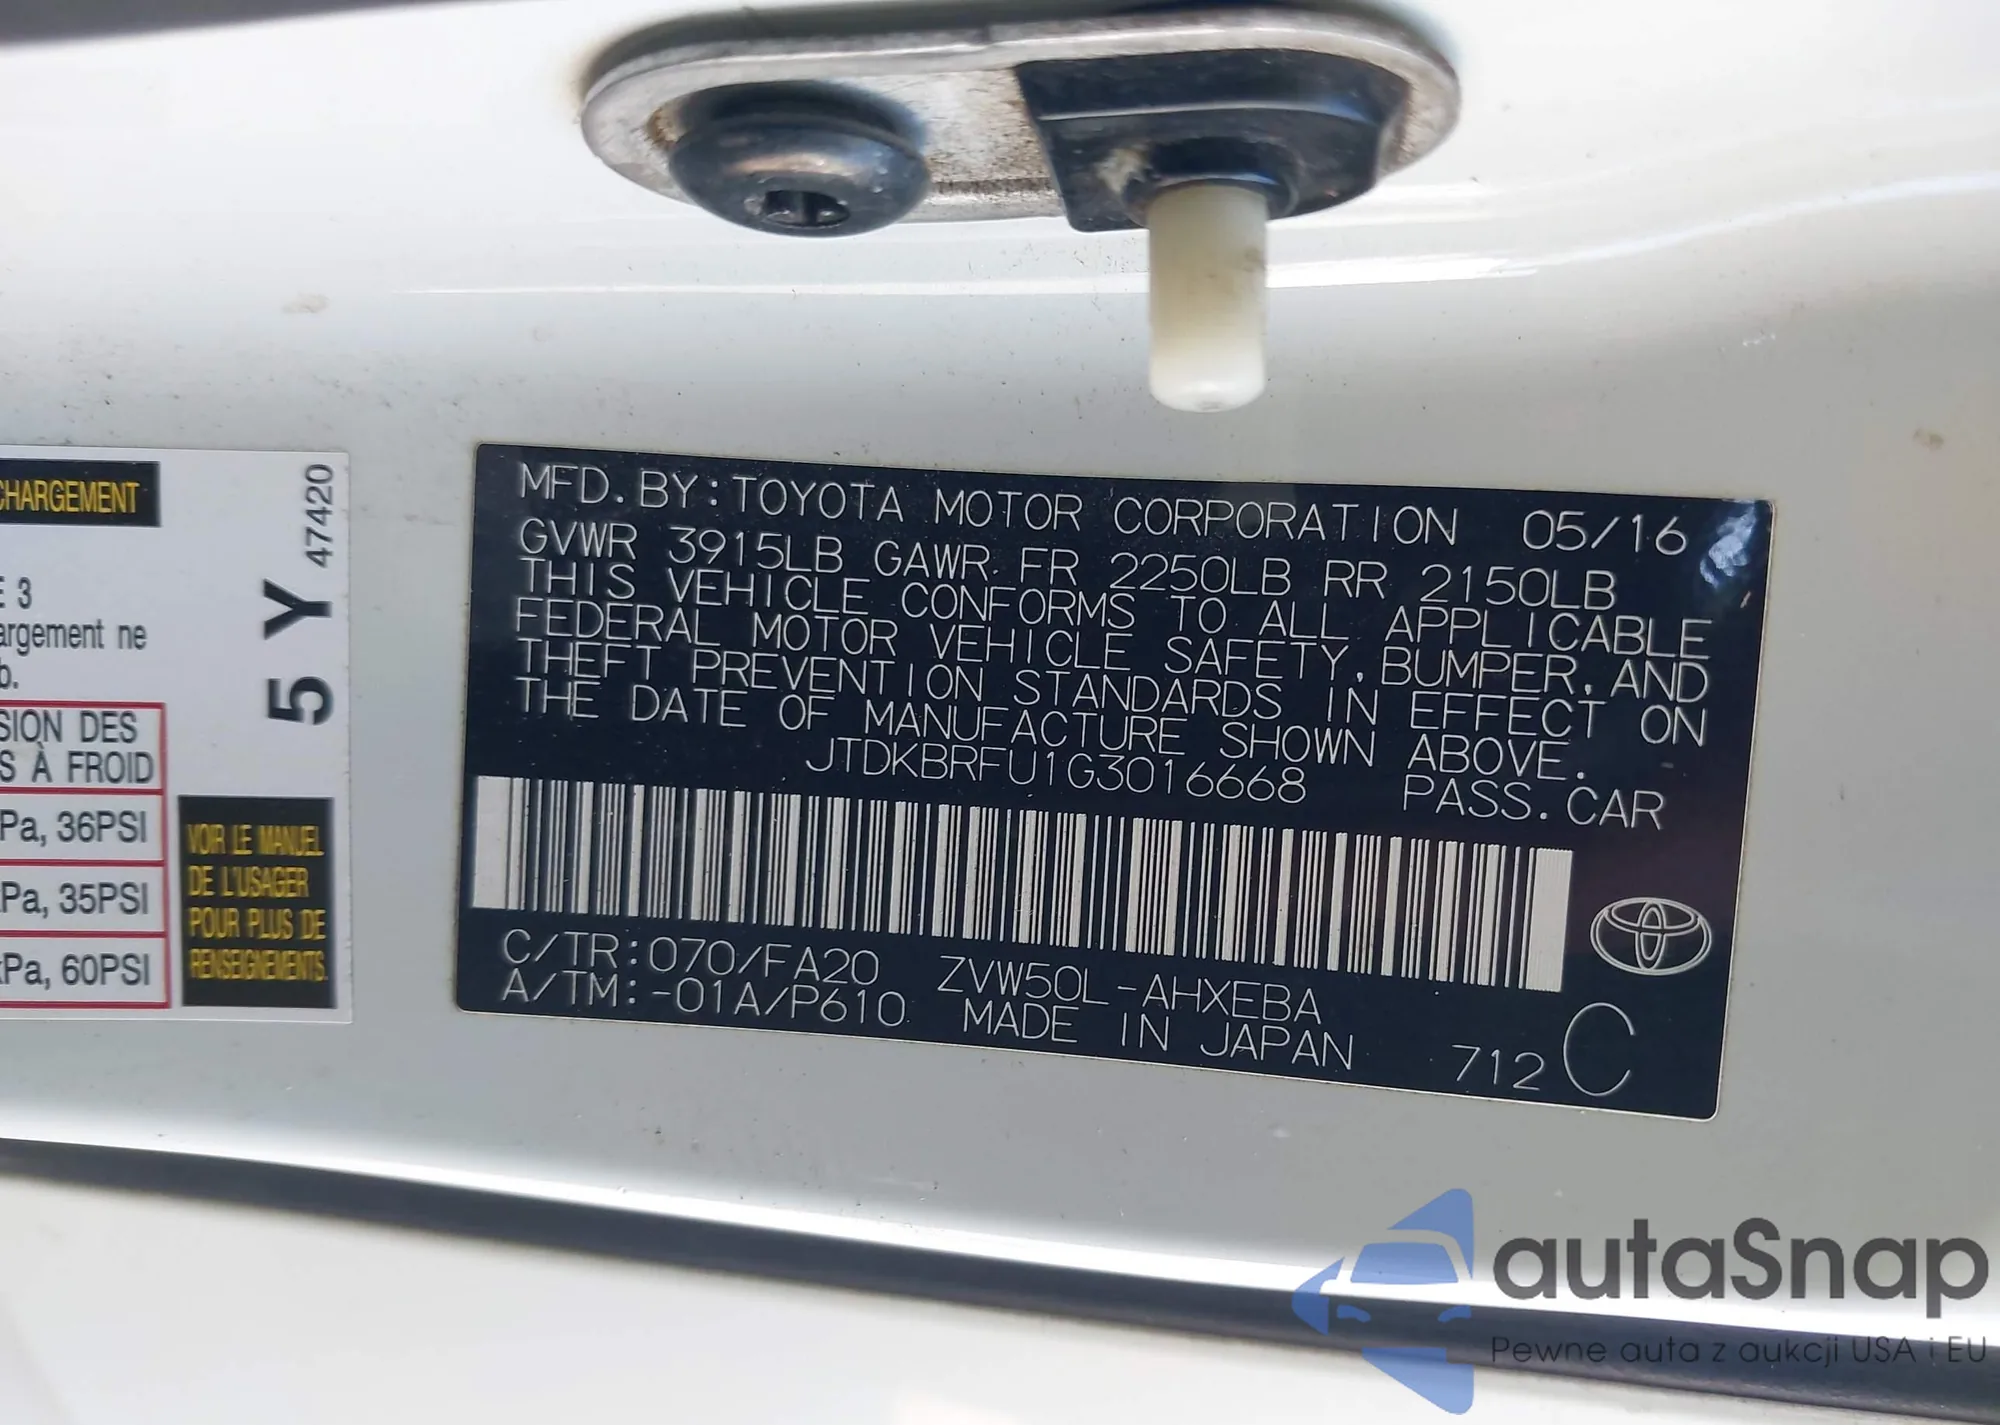 CHARGEMENT
E 3
argement ne
b.
SION DES
S À FROID
Pa, 36PSI
kPa, 35PSI
kPa, 60PSI
5 Y 47420
VOIR LE MANUEL
DE L'USAGER
POUR PLUS DE
RENSEIGNEMENTS.
MFD. BY: TOYOTA MOTOR CORPORATION 05/16
GVWR 3915LB GAWR FR 2250LB RR 2150LB
THIS VEHICLE CONFORMS TO ALL APPLICABLE
FEDERAL MOTOR VEHICLE SAFETY, BUMPER, AND
THEFT PREVENTION STANDARDS IN EFFECT ON
THE DATE OF MANUFACTURE SHOWN ABOVE.
JTDKBRFU1G3016668 PASS. CAR
C/TR: 070/FA20 ZVW50L-AHXEBA
A/TM: -01A/P610 MADE IN JAPAN 712 C
autaSnap
Pewne auta z aukcji USA i EU